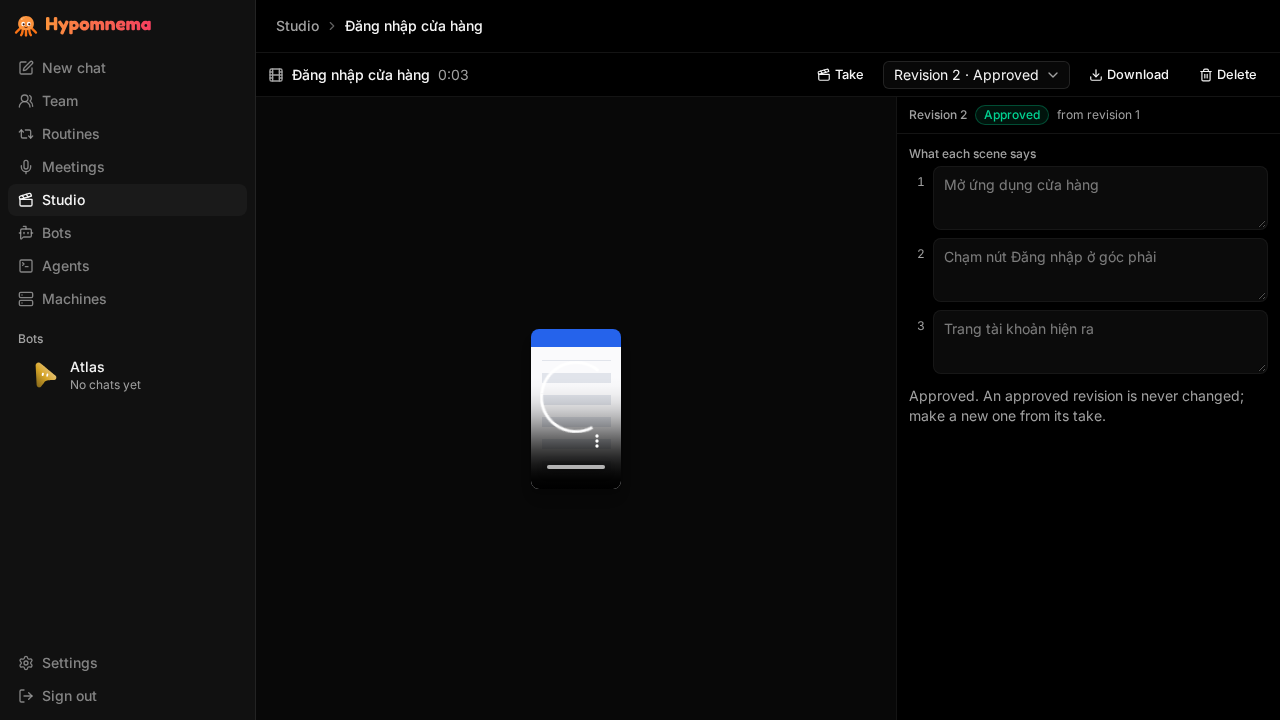 Hypomnema
New chat
Team
Routines
Meetings
Studio
Bots
Agents
Machines
Bots
Atlas
No chats yet
Settings
Sign out
Studio
Đăng nhập cửa hàng
Đăng nhập cửa hàng 0:03
Take
Revision 2 · Approved
Download
Delete
Revision 2 Approved from revision 1
What each scene says
1 Mở ứng dụng cửa hàng
2 Chạm nút Đăng nhập ở góc phải
3 Trang tài khoản hiện ra
Approved. An approved revision is never changed;
make a new one from its take.